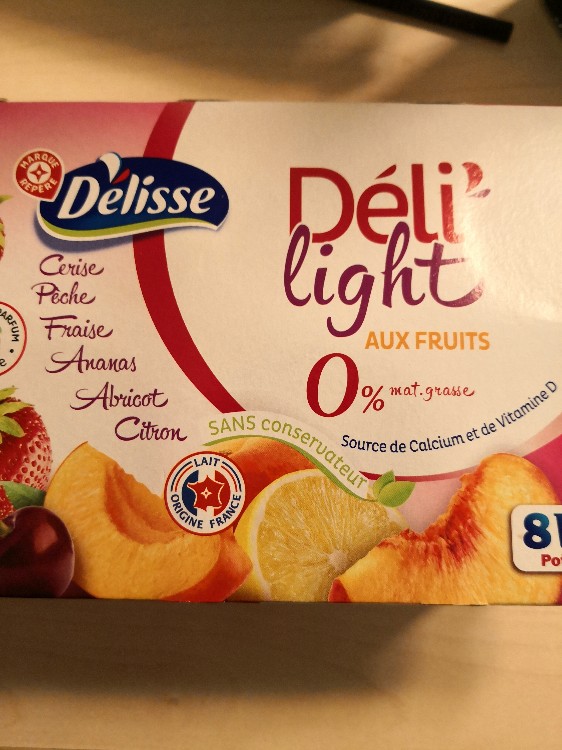 MARQUE
REPÈRE
Délisse
Déli'
light
AUX FRUITS
0% mat.grasse
Source de Calcium et de Vitamine D
Cerise
Pêche
Fraise
Ananas
Abricot
Citron
SANS conservateur
LAIT
ORIGINE FRANCE
8